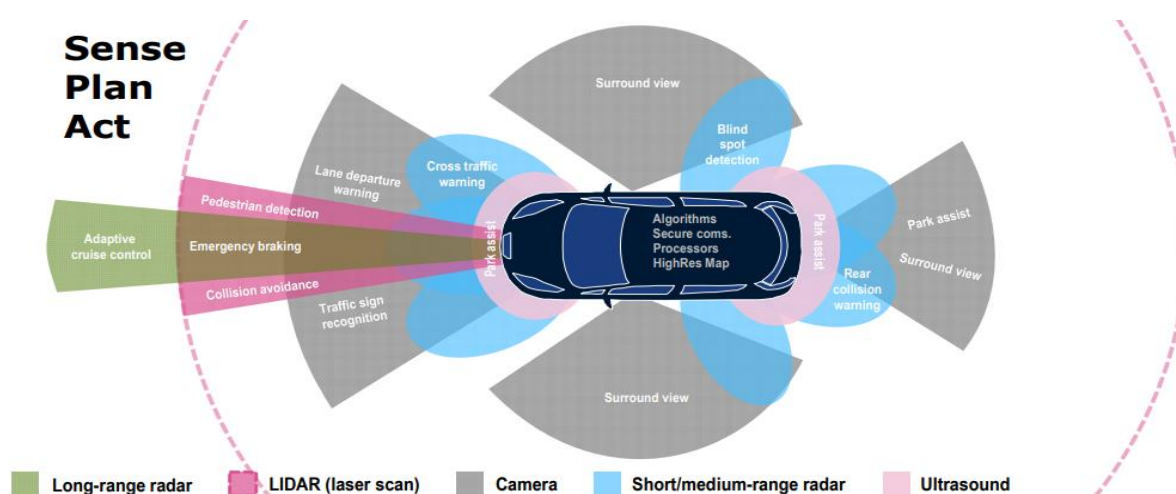 Sense
Plan
Act
Surround view
Blind
spot
detection
Cross traffic
warning
Lane departure
warning
Pedestrian detection
Adaptive
cruise control
Emergency braking
Collision avoidance
Traffic sign
recognition
Park assist
Algorithms
Secure coms.
Processors
HighRes Map
Park assist
Park assist
Surround view
Rear
collision
warning
Surround view
Long-range radar
LIDAR (laser scan)
Camera
Short/medium-range radar
Ultrasound